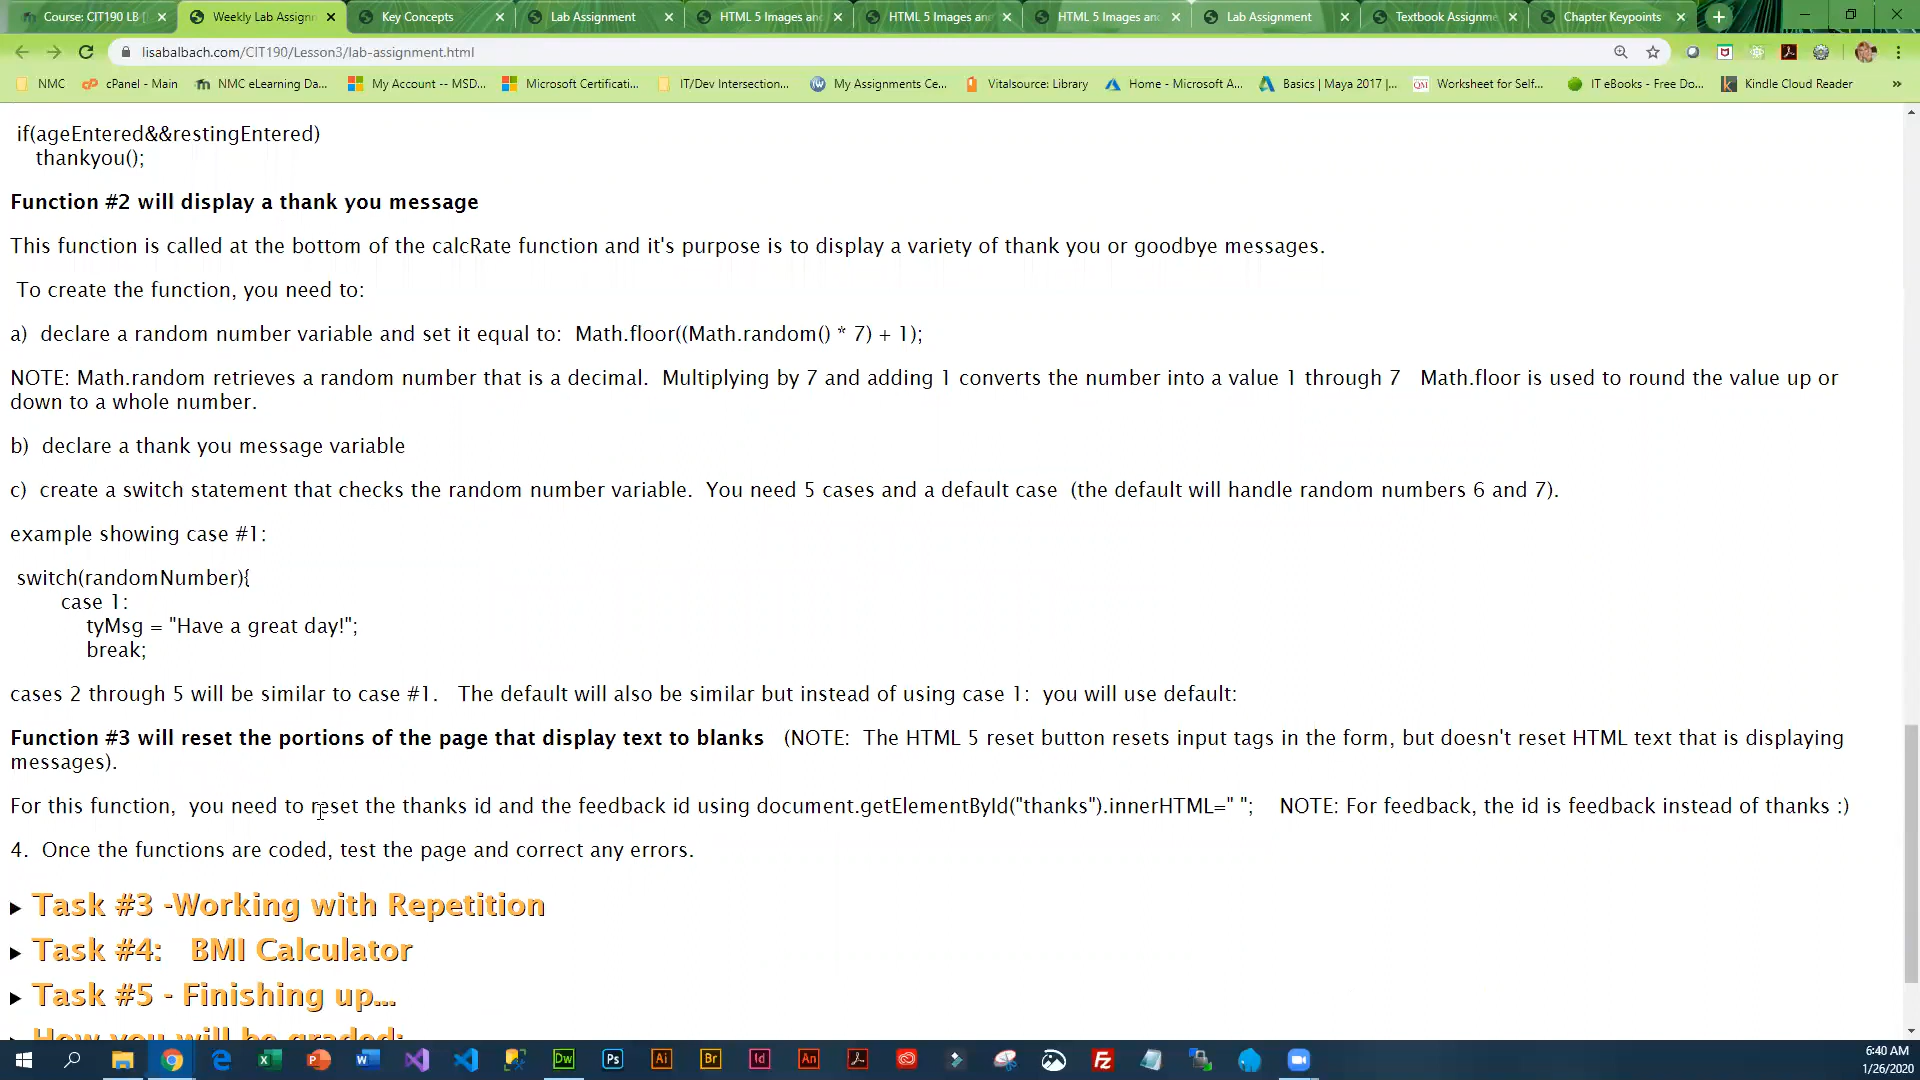 Course: CIT190 LB [
Weekly Lab Assignm
Key Concepts
Lab Assignment
HTML 5 Images and
HTML 5 Images and
HTML 5 Images and
Lab Assignment
Textbook Assignme
Chapter Keypoints
lisabalbach.com/CIT190/Lesson3/lab-assignment.html
NMC
cPanel - Main
NMC eLearning Da...
My Account -- MSD...
Microsoft Certificati...
IT/Dev Intersection...
My Assignments Ce...
Vitalsource: Library
Home - Microsoft A...
Basics | Maya 2017 |...
Worksheet for Self...
IT eBooks - Free Do...
Kindle Cloud Reader
»
if(ageEntered&&restingEntered)
thankyou();
Function #2 will display a thank you message
This function is called at the bottom of the calcRate function and it's purpose is to display a variety of thank you or goodbye messages.
To create the function, you need to:
a) declare a random number variable and set it equal to: Math.floor((Math.random() * 7) + 1);
NOTE: Math.random retrieves a random number that is a decimal. Multiplying by 7 and adding 1 converts the number into a value 1 through 7 Math.floor is used to round the value up or
down to a whole number.
b) declare a thank you message variable
c) create a switch statement that checks the random number variable. You need 5 cases and a default case (the default will handle random numbers 6 and 7).
example showing case #1:
switch(randomNumber){
case 1:
tyMsg = "Have a great day!";
break;
cases 2 through 5 will be similar to case #1. The default will also be similar but instead of using case 1: you will use default:
Function #3 will reset the portions of the page that display text to blanks (NOTE: The HTML 5 reset button resets input tags in the form, but doesn't reset HTML text that is displaying
messages).
For this function, you need to reset the thanks id and the feedback id using document.getElementById("thanks").innerHTML=" "; NOTE: For feedback, the id is feedback instead of thanks :)
4. Once the functions are coded, test the page and correct any errors.
Task #3 -Working with Repetition
Task #4: BMI Calculator
Task #5 - Finishing up...
How you will be graded:
Dw
Ps
Ai
Br
Id
An
6:40 AM
1/26/2020